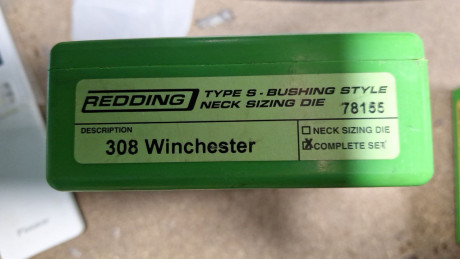 REDDING
TYPE S - BUSHING STYLE
NECK SIZING DIE 78155
DESCRIPTION
308 Winchester
NECK SIZING DIE
X COMPLETE SET